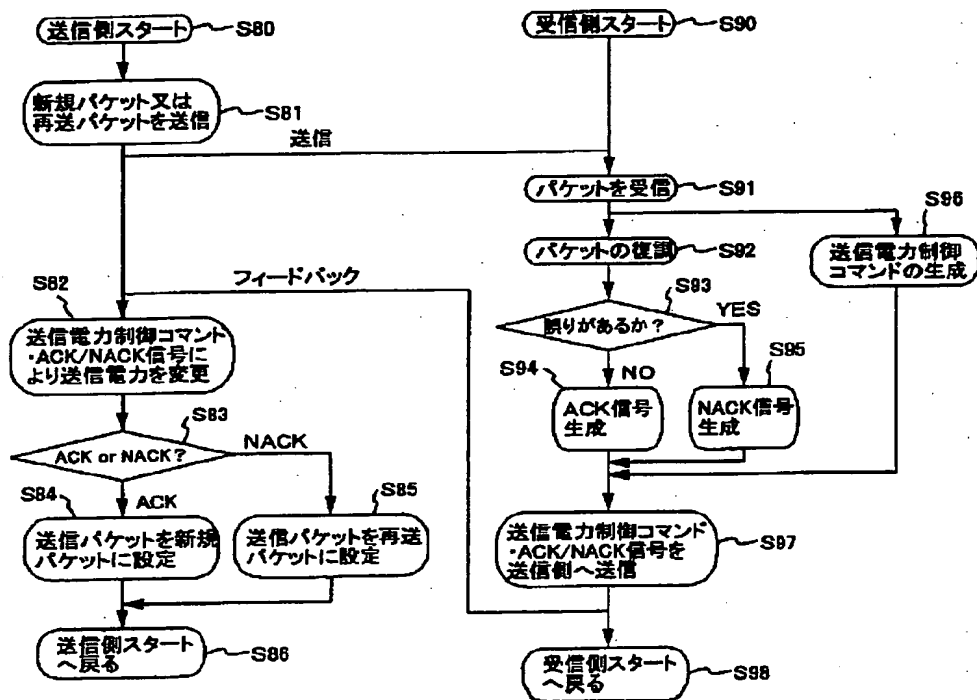 送信側スタート
S80
新規パケット又は
再送パケットを送信
S81
送信
フィードバック
S82
送信電力制御コマンド
・ACK/NACK信号に
より送信電力を変更
S83
ACK or NACK?
NACK
ACK
S84
送信パケットを新規
パケットに設定
S85
送信パケットを再送
パケットに設定
送信側スタート
へ戻る
S86
受信側スタート
S90
パケットを受信
S91
S96
送信電力制御
コマンドの生成
パケットの復調
S92
S93
誤りがあるか?
YES
NO
S94
ACK信号
生成
S95
NACK信号
生成
送信電力制御コマンド
・ACK/NACK信号を
送信側へ送信
S97
受信側スタート
へ戻る
S98